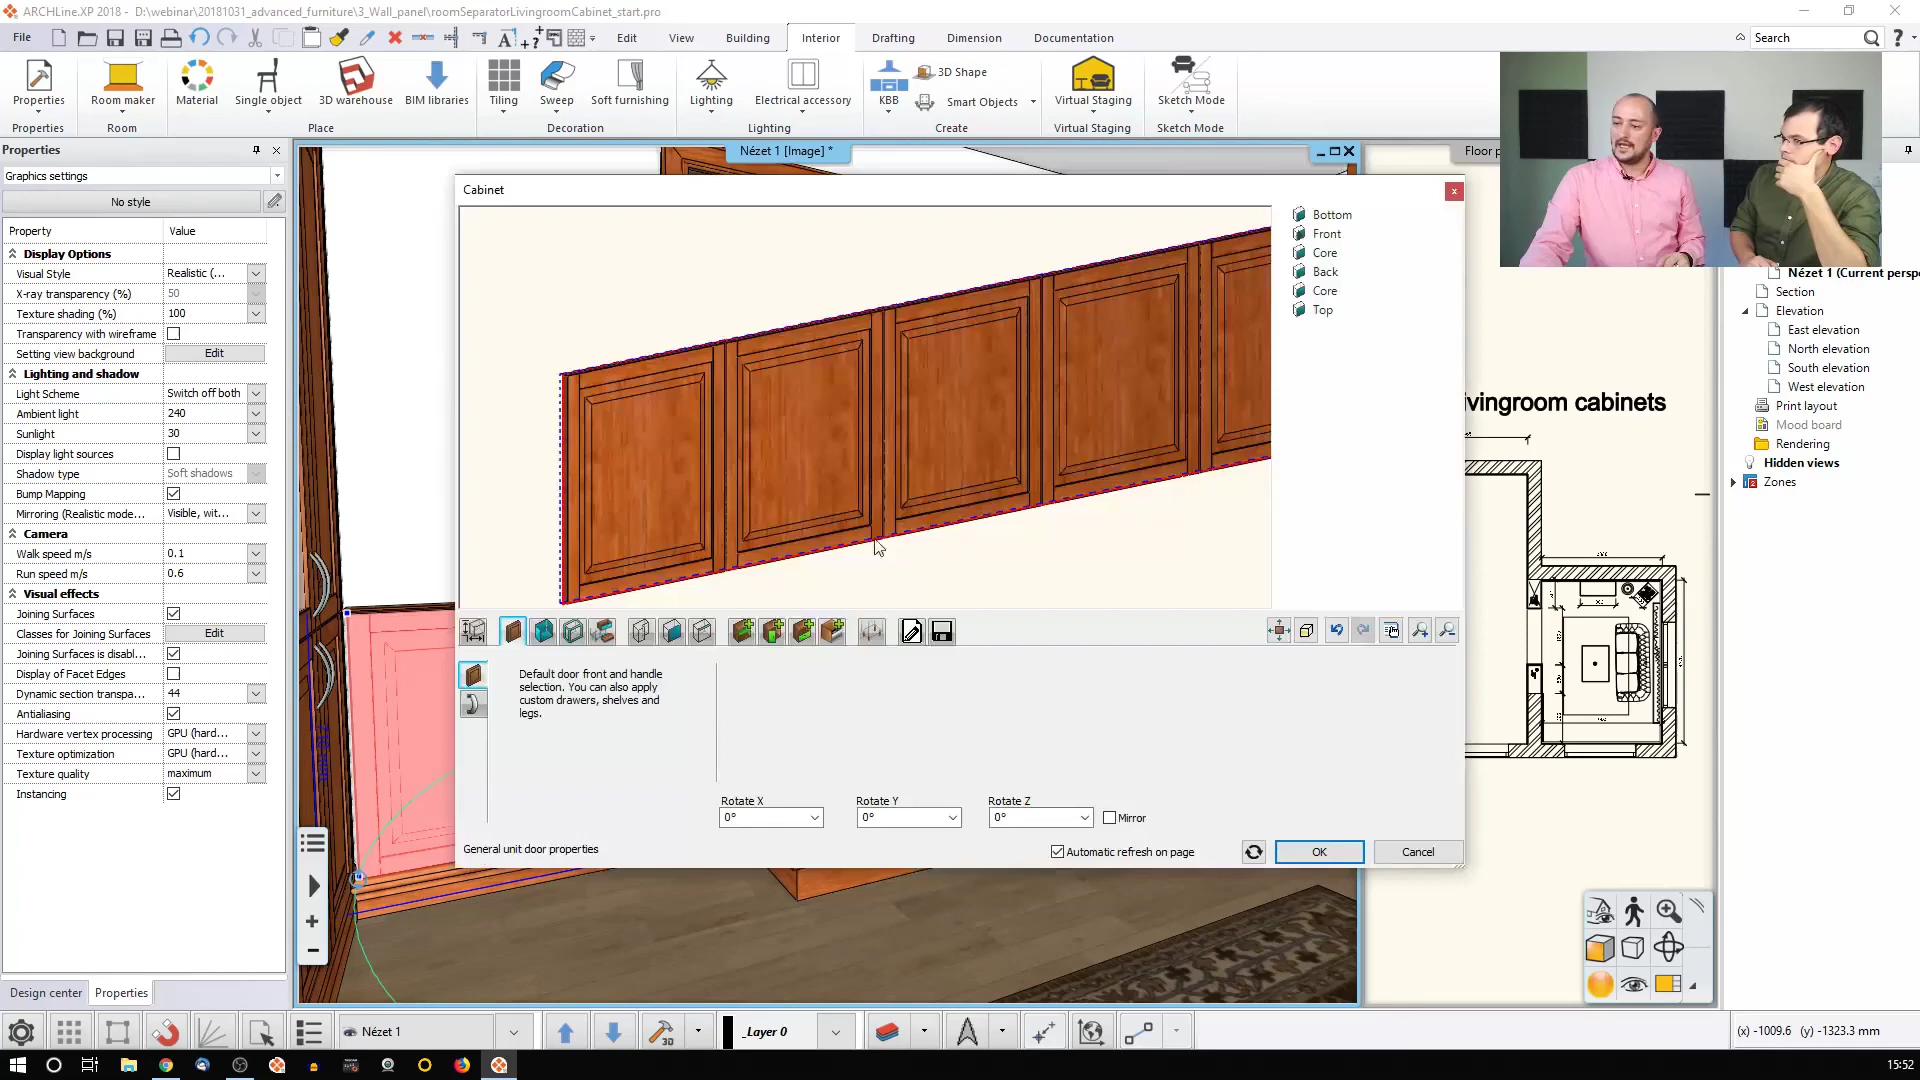 ARCHLine.XP 2018 - D:\webinar\20181031_advanced_furniture\3_Wall_panel\roomSeparatorLivingroomCabinet_start.pro
File
Edit
View
Building
Interior
Drafting
Dimension
Documentation
Search
Properties
Room maker
Material
Single object
3D warehouse
BIM libraries
Tiling
Sweep
Soft furnishing
Lighting
Electrical accessory
KBB
3D Shape
Smart Objects
Virtual Staging
Sketch Mode
Properties
Room
Place
Decoration
Lighting
Create
Virtual Staging
Sketch Mode
Properties
Graphics settings
No style
Property Value
Display Options
Visual Style Realistic (...
X-ray transparency (%) 50
Texture shading (%) 100
Transparency with wireframe
Setting view background Edit
Lighting and shadow
Light Scheme Switch off both
Ambient light 240
Sunlight 30
Display light sources
Shadow type Soft shadows
Bump Mapping
Mirroring (Realistic mode... Visible, wit...
Camera
Walk speed m/s 0.1
Run speed m/s 0.6
Visual effects
Joining Surfaces
Classes for Joining Surfaces Edit
Joining Surfaces is disabl...
Display of Facet Edges
Dynamic section transpa... 44
Antialiasing
Hardware vertex processing GPU (hard...
Texture optimization GPU (hard...
Texture quality maximum
Instancing
Design center
Properties
Nézet 1 [Image] *
Floor p
Cabinet
Bottom
Front
Core
Back
Core
Top
Default door front and handle
selection. You can also apply
custom drawers, shelves and
legs.
Rotate X
0°
Rotate Y
0°
Rotate Z
0°
Mirror
General unit door properties
Automatic refresh on page
OK
Cancel
Nézet 1 (Current persp
Section
Elevation
East elevation
North elevation
South elevation
West elevation
Print layout
Mood board
Rendering
Hidden views
Zones
ivingroom cabinets
Nézet 1
3D
_Layer 0
(x) -1009.6 (y) -1323.3 mm
15:52